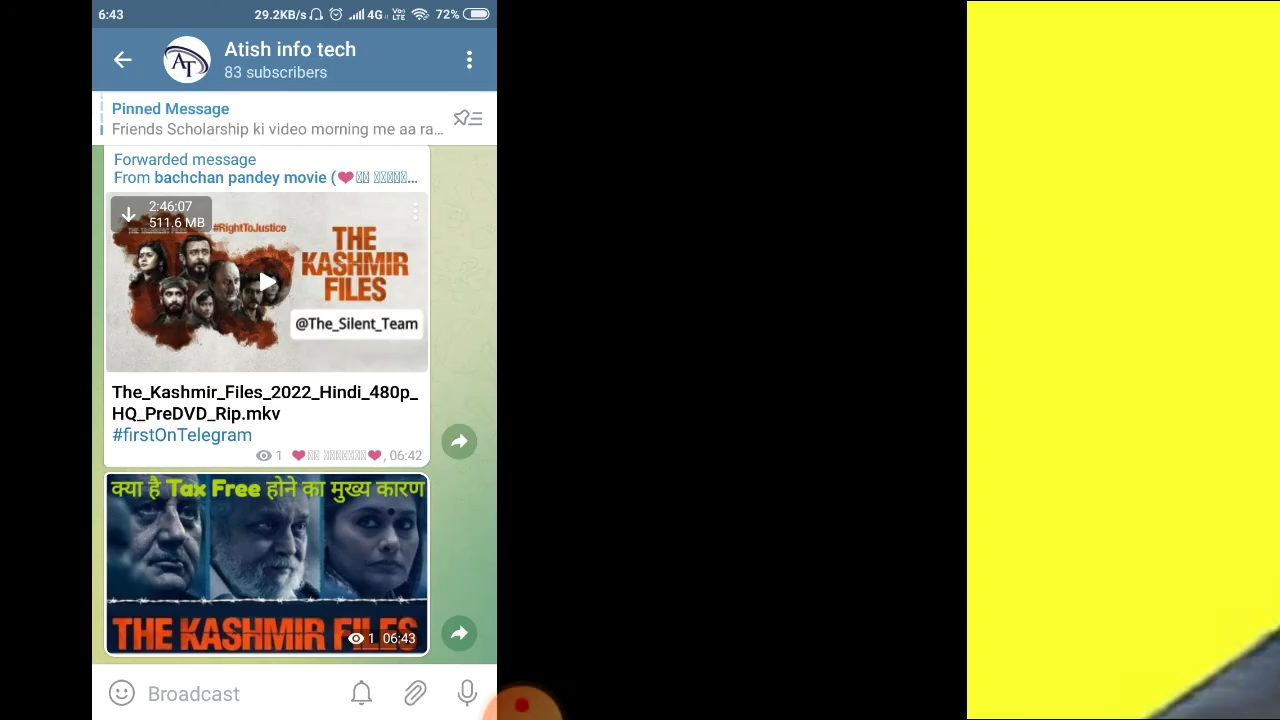 6:43
29.2KB/s 4G Vo LTE 72%
Atish info tech
83 subscribers
Pinned Message
Friends Scholarship ki video morning me aa ra...
Forwarded message
From bachchan pandey movie (
2:46:07
511.6 MB
#RightToJustice
THE
KASHMIR
FILES
@The_Silent_Team
The_Kashmir_Files_2022_Hindi_480p_
HQ_PreDVD_Rip.mkv
#firstOnTelegram
1 , 06:42
क्या है Tax Free होने का मुख्य कारण
THE KASHMIR FILES
1 06:43
Broadcast